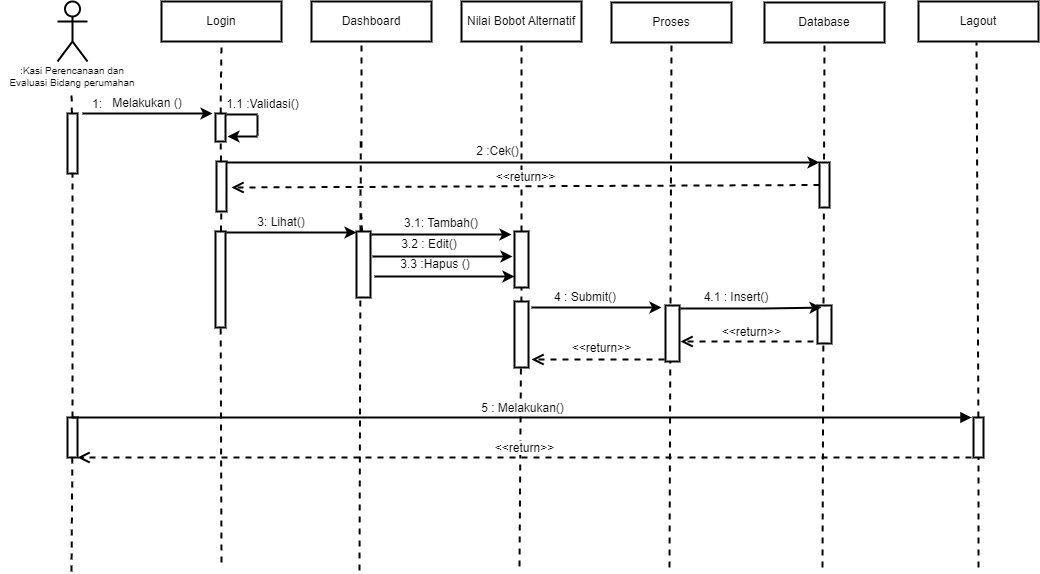 Login
Dashboard
Nilai Bobot Alternatif
Proses
Database
Lagout
:Kasi Perencanaan dan
Evaluasi Bidang perumahan
1: Melakukan ()
1.1 :Validasi()
2 :Cek()
<<return>>
3: Lihat()
3.1: Tambah()
3.2 : Edit()
3.3 :Hapus ()
4 : Submit()
4.1 : Insert()
<<return>>
<<return>>
5 : Melakukan()
<<return>>